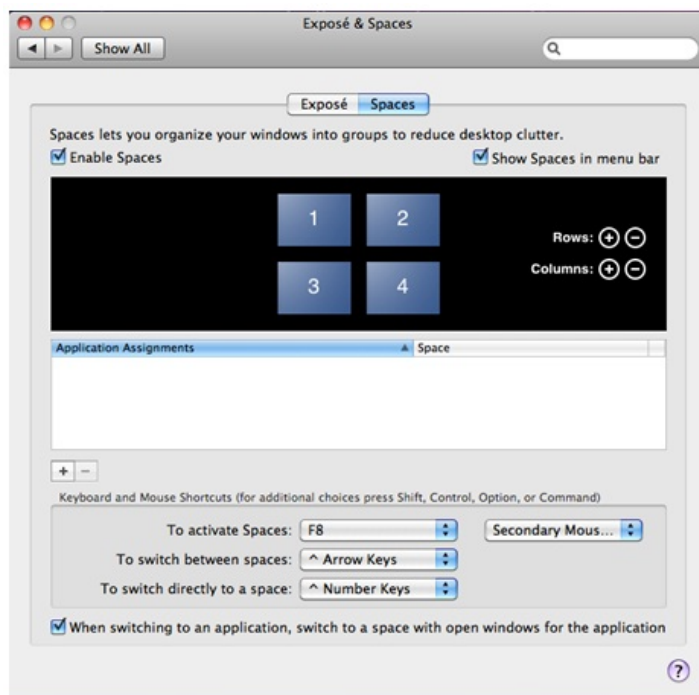 Exposé & Spaces
Show All
Exposé Spaces
Spaces lets you organize your windows into groups to reduce desktop clutter.
Enable Spaces Show Spaces in menu bar
1 2
Rows:
Columns:
3 4
Application Assignments Space
Keyboard and Mouse Shortcuts (for additional choices press Shift, Control, Option, or Command)
To activate Spaces: F8 Secondary Mous...
To switch between spaces: ^ Arrow Keys
To switch directly to a space: ^ Number Keys
When switching to an application, switch to a space with open windows for the application
?